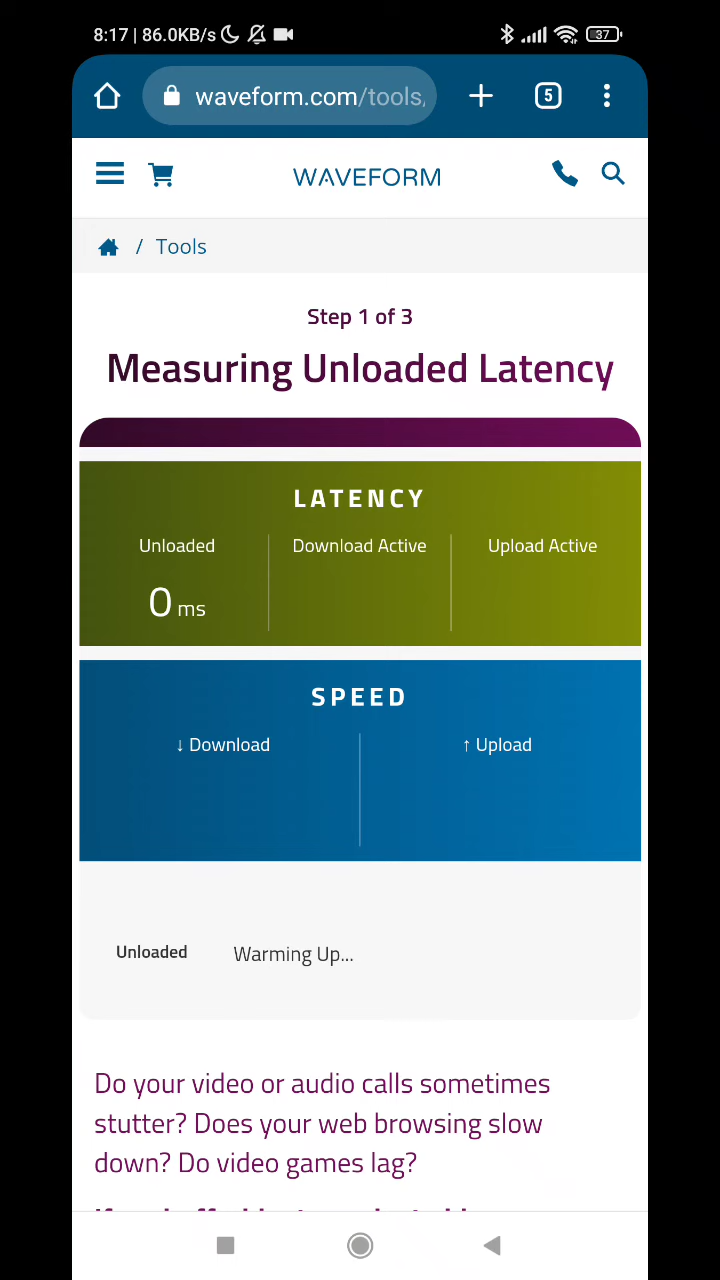 8:17 | 86.0KB/s 37
waveform.com/tools, 5
WAVEFORM
/ Tools
Step 1 of 3
Measuring Unloaded Latency
LATENCY
Unloaded Download Active Upload Active
0 ms
SPEED
↓ Download ↑ Upload
Unloaded Warming Up...
Do your video or audio calls sometimes
stutter? Does your web browsing slow
down? Do video games lag?